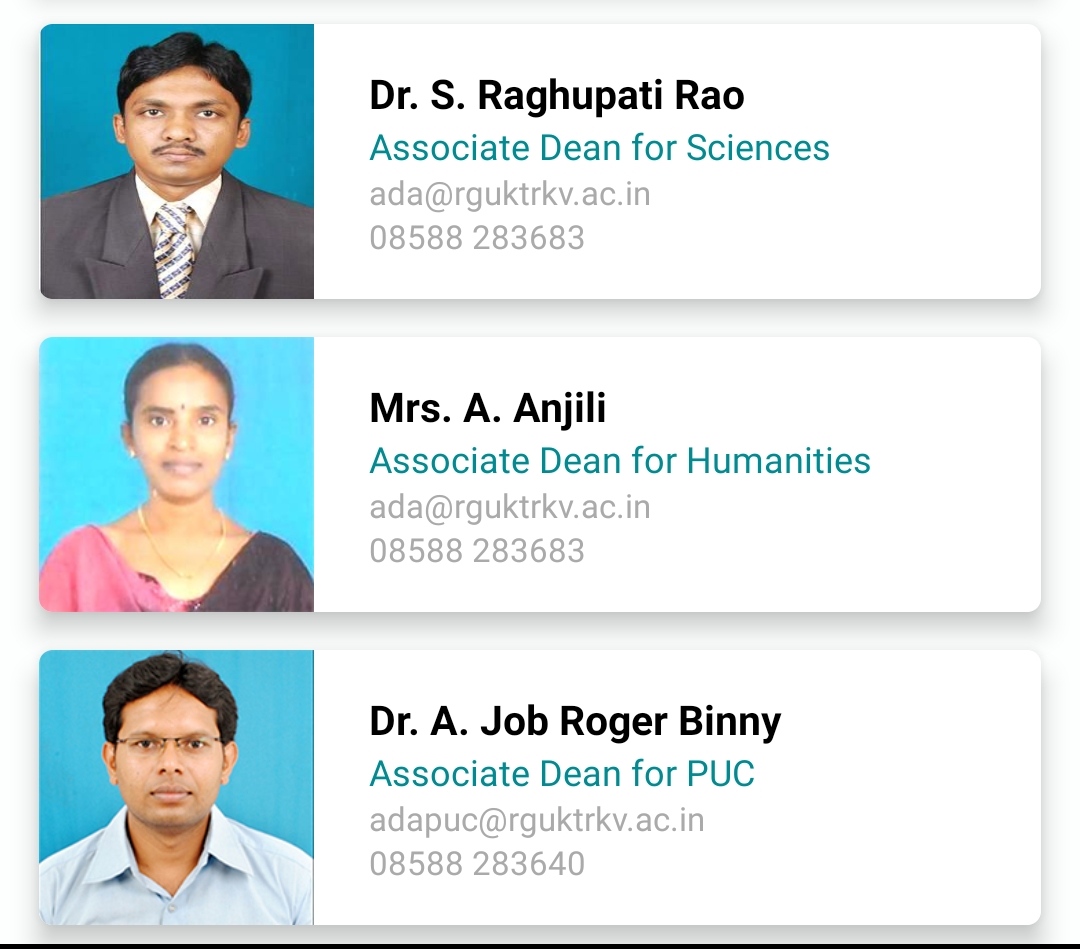 Dr. S. Raghupati Rao
Associate Dean for Sciences
ada@rguktrkv.ac.in
08588 283683
Mrs. A. Anjili
Associate Dean for Humanities
ada@rguktrkv.ac.in
08588 283683
Dr. A. Job Roger Binny
Associate Dean for PUC
adapuc@rguktrkv.ac.in
08588 283640